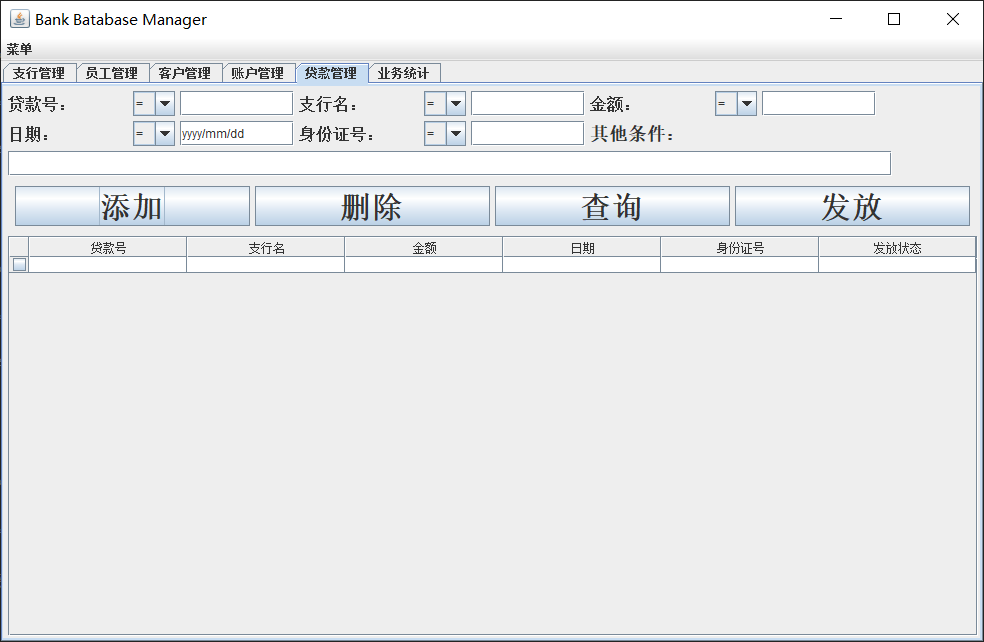 Bank Batabase Manager
菜单
支行管理 员工管理 客户管理 账户管理 贷款管理 业务统计
贷款号： = 支行名： = 金额： =
日期： = yyyy/mm/dd 身份证号： = 其他条件：
添加 删除 查询 发放
贷款号 支行名 金额 日期 身份证号 发放状态